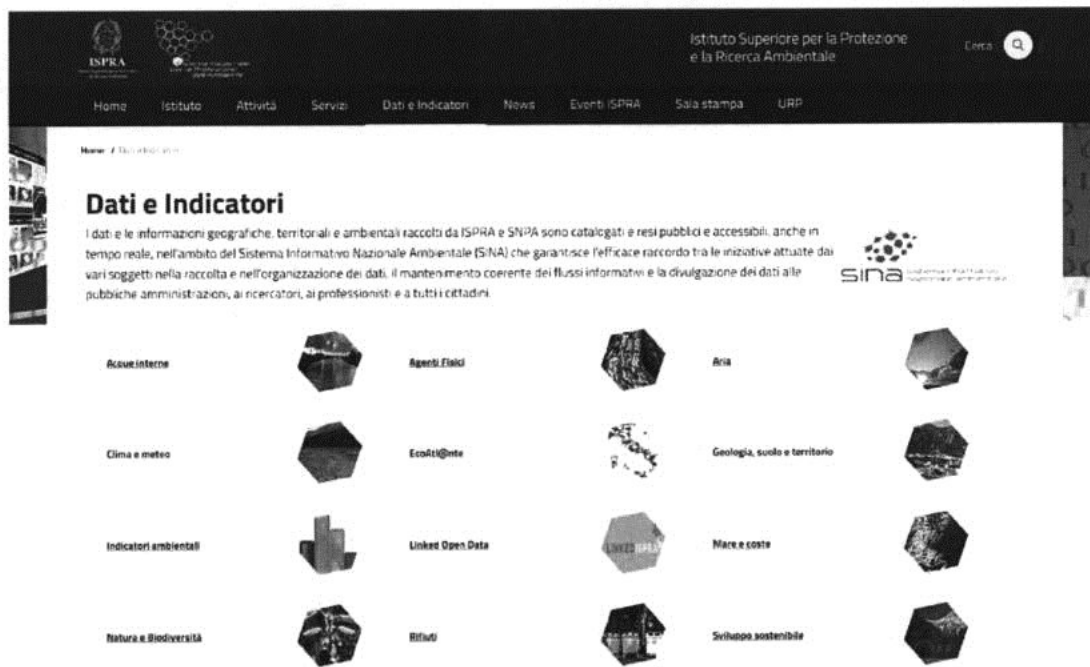 ISPRA
Istituto Superiore per la Protezione
e la Ricerca Ambientale
Cerca
Home Istituto Attività Servizi Dati e Indicatori News Eventi ISPRA Sala stampa URP
Home /
Dati e Indicatori
I dati e le informazioni geografiche, territoriali e ambientali raccolti da ISPRA e SNPA sono catalogati e resi pubblici e accessibili, anche in
tempo reale, nell'ambito del Sistema Informativo Nazionale Ambientale (SINA) che garantisce l'efficace raccordo tra le iniziative attuate dai
vari soggetti nella raccolta e nell'organizzazione dei dati, il mantenimento coerente dei flussi informativi e la divulgazione dei dati alle
pubbliche amministrazioni, ai ricercatori, ai professionisti e a tutti i cittadini.
sina
Acque interne Agenti Fisici Aria
Clima e meteo EcoAtl@nte Geologia, suolo e territorio
Indicatori ambientali Linked Open Data LINKED ISPRA Mare e coste
Natura e Biodiversità Rifiuti Sviluppo sostenibile